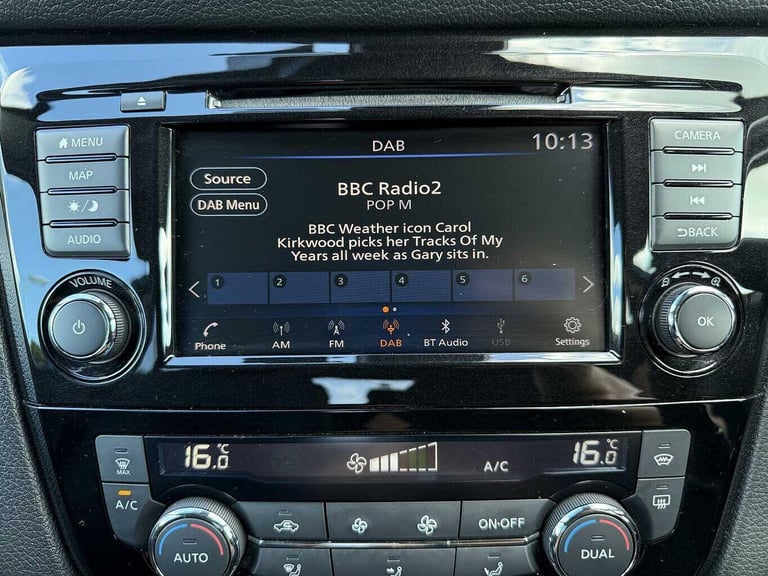 MENU
MAP
AUDIO
VOLUME
DAB
10:13
Source
DAB Menu
BBC Radio2
POP M
BBC Weather icon Carol
Kirkwood picks her Tracks Of My
Years all week as Gary sits in.
1 2 3 4 5 6
Phone AM FM DAB BT Audio USB Settings
CAMERA
BACK
OK
16.0°C A/C 16.0°C
MAX
A/C
ON·OFF
AUTO
DUAL